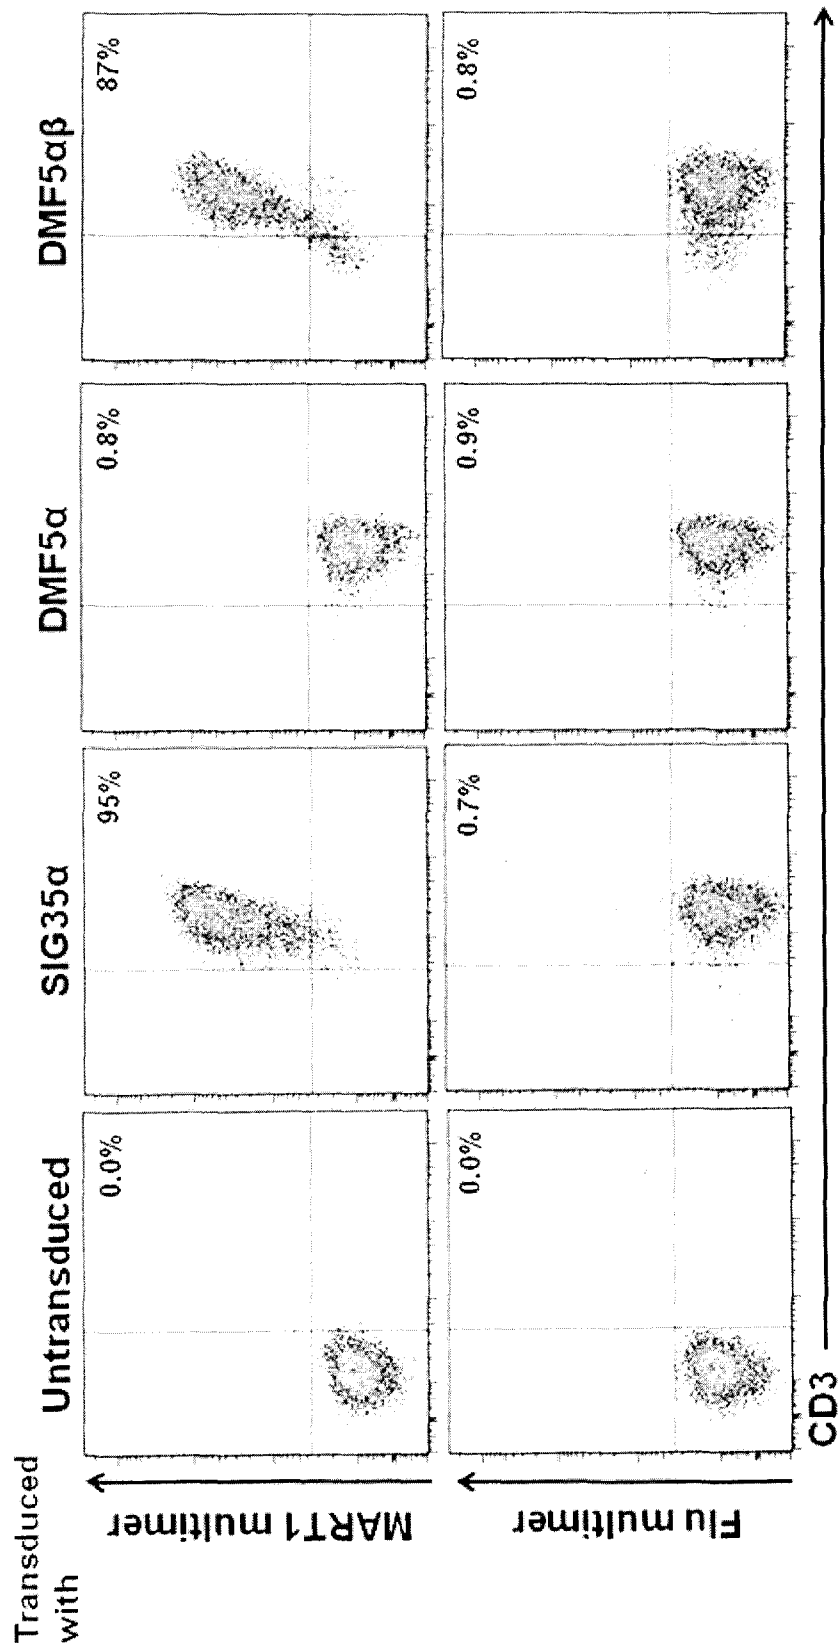 Transduced
with
Untransduced
SIG35α
DMF5α
DMF5αβ
MART1 multimer
0.0%
95%
0.8%
87%
Flu multimer
0.0%
0.7%
0.9%
0.8%
CD3